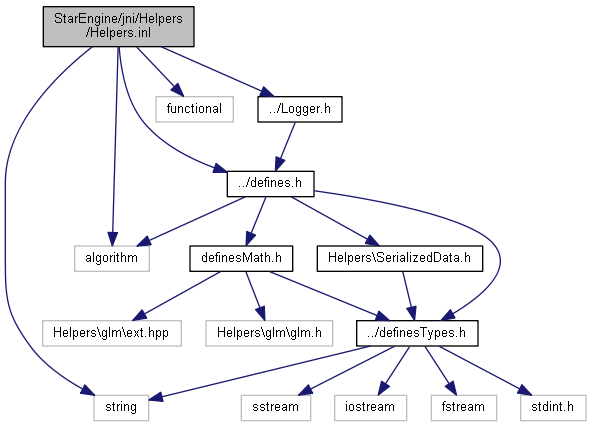 StarEngine/jni/Helpers
/Helpers.inl
functional
../Logger.h
../defines.h
algorithm
definesMath.h
Helpers\SerializedData.h
Helpers\glm\ext.hpp
Helpers\glm\glm.h
../definesTypes.h
string
sstream
iostream
fstream
stdint.h